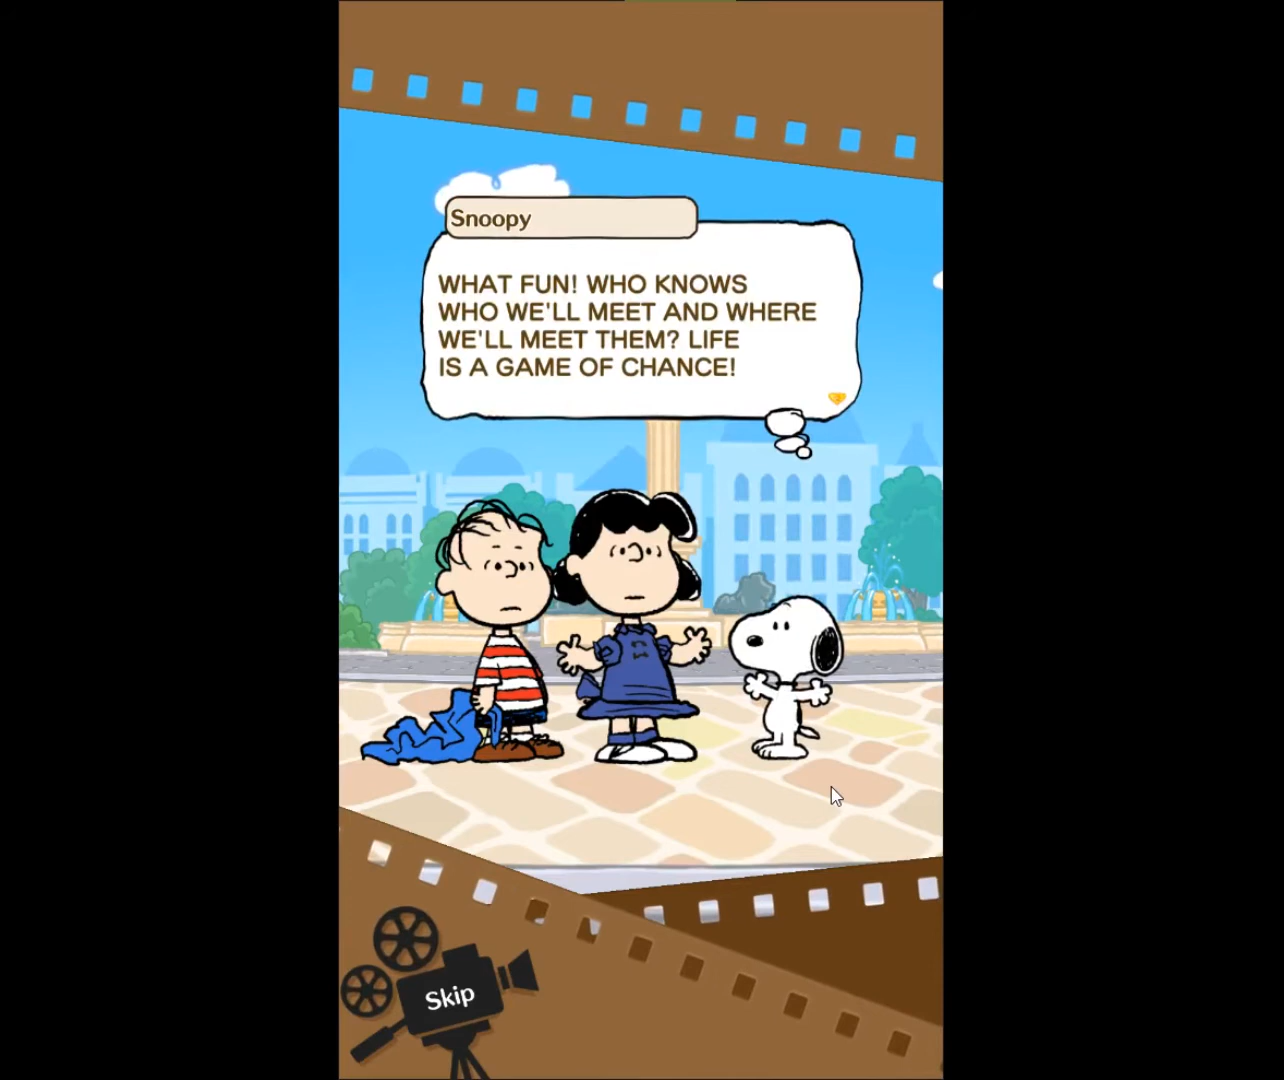 Snoopy
WHAT FUN! WHO KNOWS
WHO WE'LL MEET AND WHERE
WE'LL MEET THEM? LIFE
IS A GAME OF CHANCE!
Skip